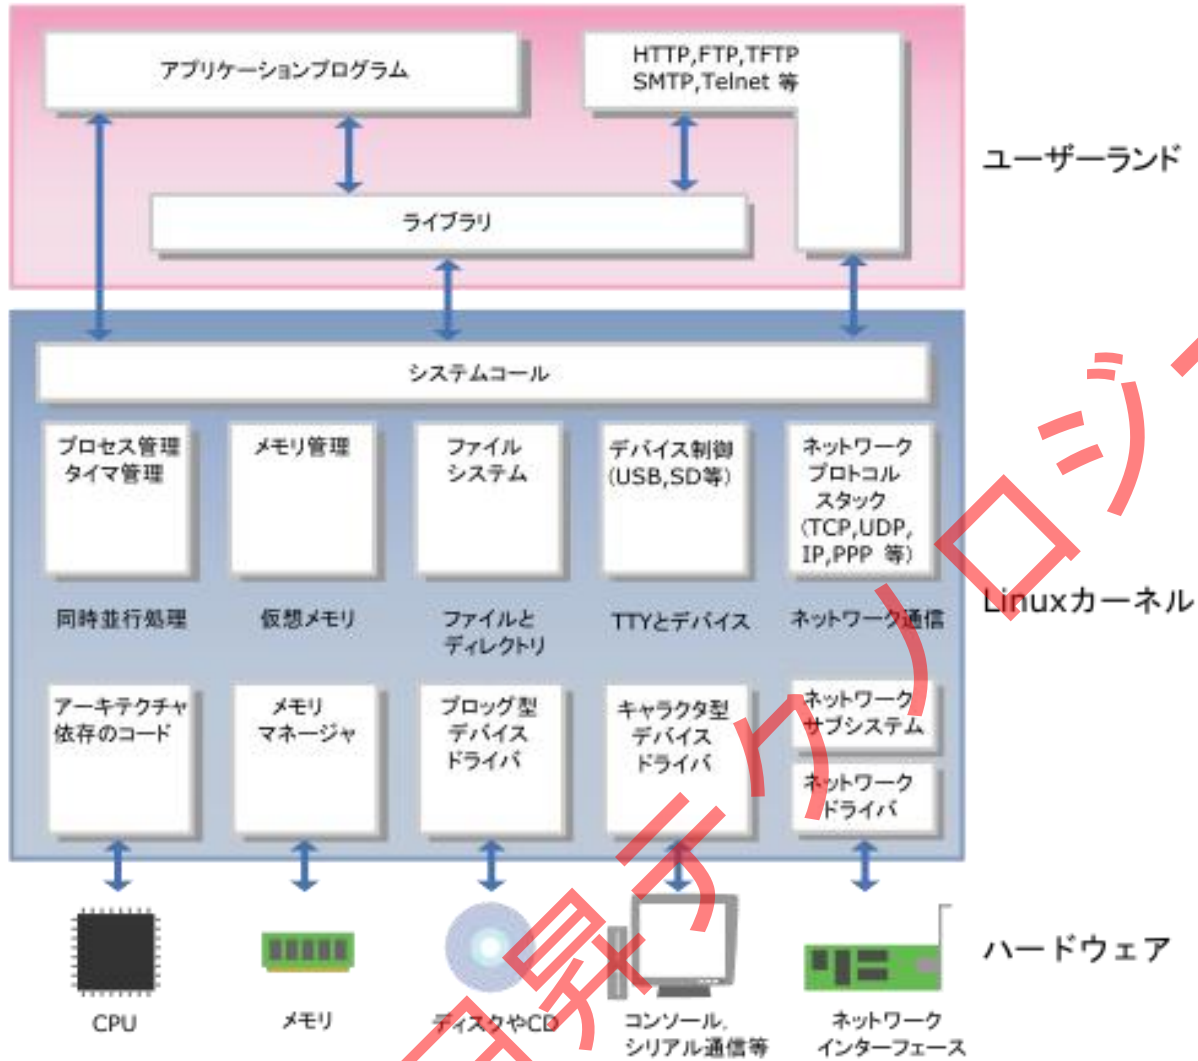 アプリケーションプログラム
HTTP,FTP,TFTP
SMTP,Telnet 等
ユーザーランド
ライブラリ
システムコール
プロセス管理
タイマ管理
メモリ管理
ファイル
システム
デバイス制御
(USB,SD等)
ネットワーク
プロトコル
スタック
(TCP,UDP,
IP,PPP 等)
同時並行処理
仮想メモリ
ファイルと
ディレクトリ
TTYとデバイス
ネットワーク通信
Linuxカーネル
アーキテクチャ
依存のコード
メモリ
マネージャ
ブロッグ型
デバイス
ドライバ
キャラクタ型
デバイス
ドライバ
ネットワーク
サブシステム
ネットワーク
ドライバ
ハードウェア
CPU
メモリ
ディスクやCD
コンソール,
シリアル通信等
ネットワーク
インターフェース
昇テクノロジー